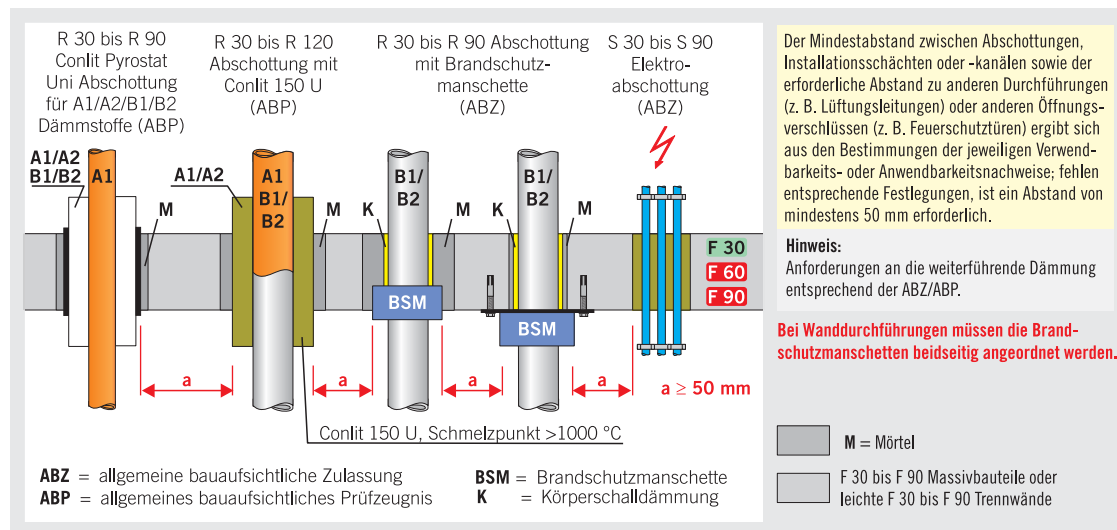 R 30 bis R 90
Conlit Pyrostat
Uni Abschottung
für A1/A2/B1/B2
Dämmstoffe (ABP)
R 30 bis R 120
Abschottung mit
Conlit 150 U
(ABP)
R 30 bis R 90 Abschottung
mit Brandschutz-
manschette
(ABZ)
S 30 bis S 90
Elektro-
abschottung
(ABZ)
A1/A2
B1/B2
A1
M
A1/A2
A1
B1/
B2
M
K
B1/
B2
M
K
B1/
B2
M
F 30
F 60
F 90
BSM
BSM
a
a
a
a
a ≥ 50 mm
Conlit 150 U, Schmelzpunkt >1000 °C
ABZ = allgemeine bauaufsichtliche Zulassung
ABP = allgemeines bauaufsichtliches Prüfzeugnis
BSM = Brandschutzmanschette
K = Körperschalldämmung
Der Mindestabstand zwischen Abschottungen,
Installationsschächten oder -kanälen sowie der
erforderliche Abstand zu anderen Durchführungen
(z. B. Lüftungsleitungen) oder anderen Öffnungs-
verschlüssen (z. B. Feuerschutztüren) ergibt sich
aus den Bestimmungen der jeweiligen Verwend-
barkeits- oder Anwendbarkeitsnachweise; fehlen
entsprechende Festlegungen, ist ein Abstand von
mindestens 50 mm erforderlich.
Hinweis:
Anforderungen an die weiterführende Dämmung
entsprechend der ABZ/ABP.
Bei Wanddurchführungen müssen die Brand-
schutzmanschetten beidseitig angeordnet werden.
M = Mörtel
F 30 bis F 90 Massivbauteile oder
leichte F 30 bis F 90 Trennwände